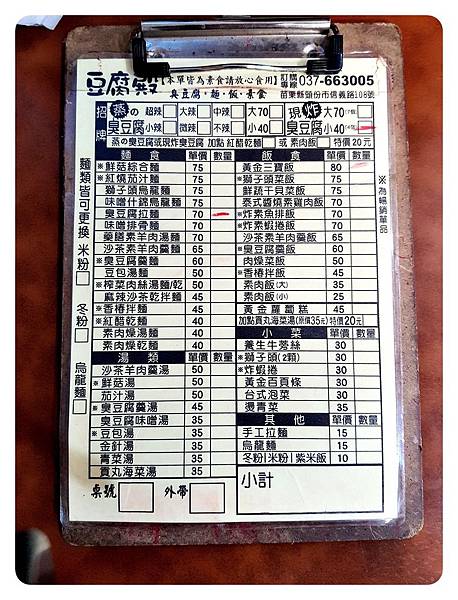 豆腐殿【本單皆為素食請放心食用】訂購專線 037-663005
臭豆腐‧麵‧飯‧素食 苗栗縣頭份市信義路108號
招牌
蒸の臭豆腐 超辣 大辣 中辣 大70
小辣 微辣 不辣 小40
現炸臭豆腐 大70
小40
蒸の臭豆腐或現炸臭豆腐 加點 紅醋乾麵 或 素肉飯 特價20元
麵類皆可更換 米粉 冬粉 烏龍麵
※為暢銷單品
麵食 單價 數量
※鮮菇綜合麵 75
※紅燒茄汁麵 75
獅子頭烏龍麵 75
味噌什錦烏龍麵 75
臭豆腐拉麵 70
味噌排骨麵 70
藥膳素羊肉湯麵 70
沙茶素羊肉羹麵 65
※臭豆腐羹麵 60
豆包湯麵 50
※榨菜肉絲湯麵/乾 50
麻辣沙茶乾拌麵 45
※香椿拌麵 45
※紅醋乾麵 40
素肉燥湯麵 40
素肉燥乾麵 40
湯類 單價 數量
沙茶羊肉羹湯 50
※鮮菇湯 50
茄汁湯 50
※臭豆腐羹湯 45
臭豆腐味噌湯 35
※豆包湯 35
金針湯 35
青菜湯 35
貢丸海菜湯 35
飯食 單價 數量
※黃金三寶飯 80
※獅子頭菜飯 75
鮮蔬干貝菜飯 75
泰式醬燒素雞肉飯 70
※炸素魚排飯 70
※炸素蝦捲飯 70
沙茶素羊肉羹飯 65
※臭豆腐羹飯 60
肉燥菜飯 50
※香椿拌飯 35
素肉飯(大) 35
素肉飯(小) 25
※黃金蘿蔔糕 45
加點貢丸海菜湯(原價35元)特價20元
小菜 單價 數量
養生牛蒡絲 30
※獅子頭(2顆) 30
※炸蝦捲 30
黃金百頁條 30
台式泡菜 30
燙青菜 35
其他 單價 數量
手工拉麵 15
烏龍麵 15
冬粉|米粉|紫米飯 10
桌號 外帶
小計